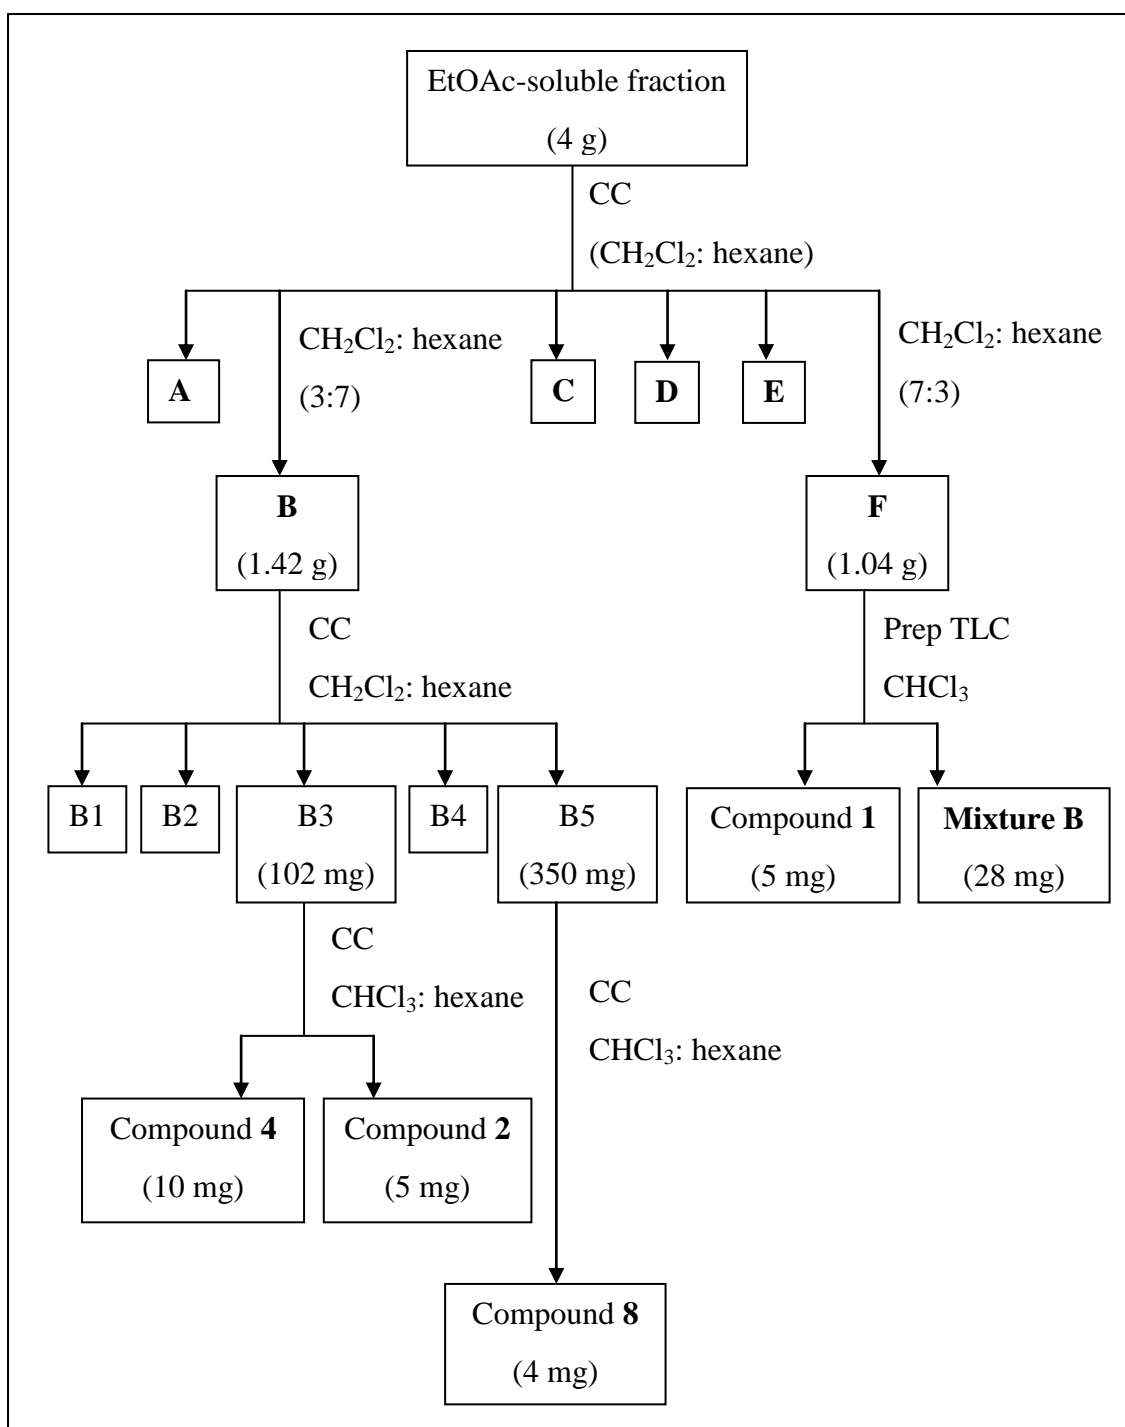 EtOAc-soluble fraction
(4 g)
CC
(CH₂Cl₂: hexane)
CH₂Cl₂: hexane
(3:7)
CH₂Cl₂: hexane
(7:3)
A
C
D
E
B
(1.42 g)
F
(1.04 g)
CC
CH₂Cl₂: hexane
Prep TLC
CHCl₃
B1
B2
B3
(102 mg)
B4
B5
(350 mg)
Compound 1
(5 mg)
Mixture B
(28 mg)
CC
CHCl₃: hexane
CC
CHCl₃: hexane
Compound 4
(10 mg)
Compound 2
(5 mg)
Compound 8
(4 mg)